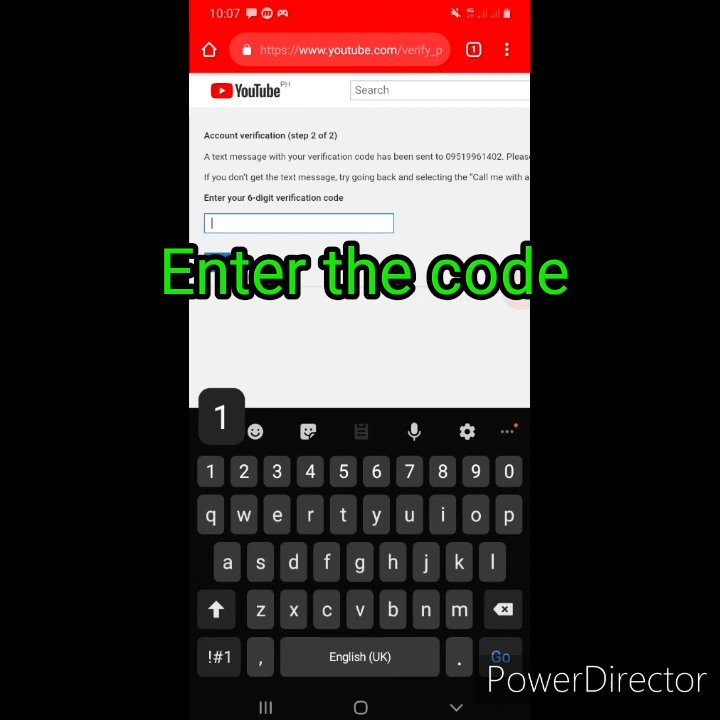 10:07
4G
https://www.youtube.com/verify_p
1
YouTube PH
Search
Account verification (step 2 of 2)
A text message with your verification code has been sent to 09519961402. Please
If you don't get the text message, try going back and selecting the "Call me with a
Enter your 6-digit verification code
Enter the code
1
1 2 3 4 5 6 7 8 9 0
q w e r t y u i o p
a s d f g h j k l
z x c v b n m
!#1 , English (UK) . Go
PowerDirector